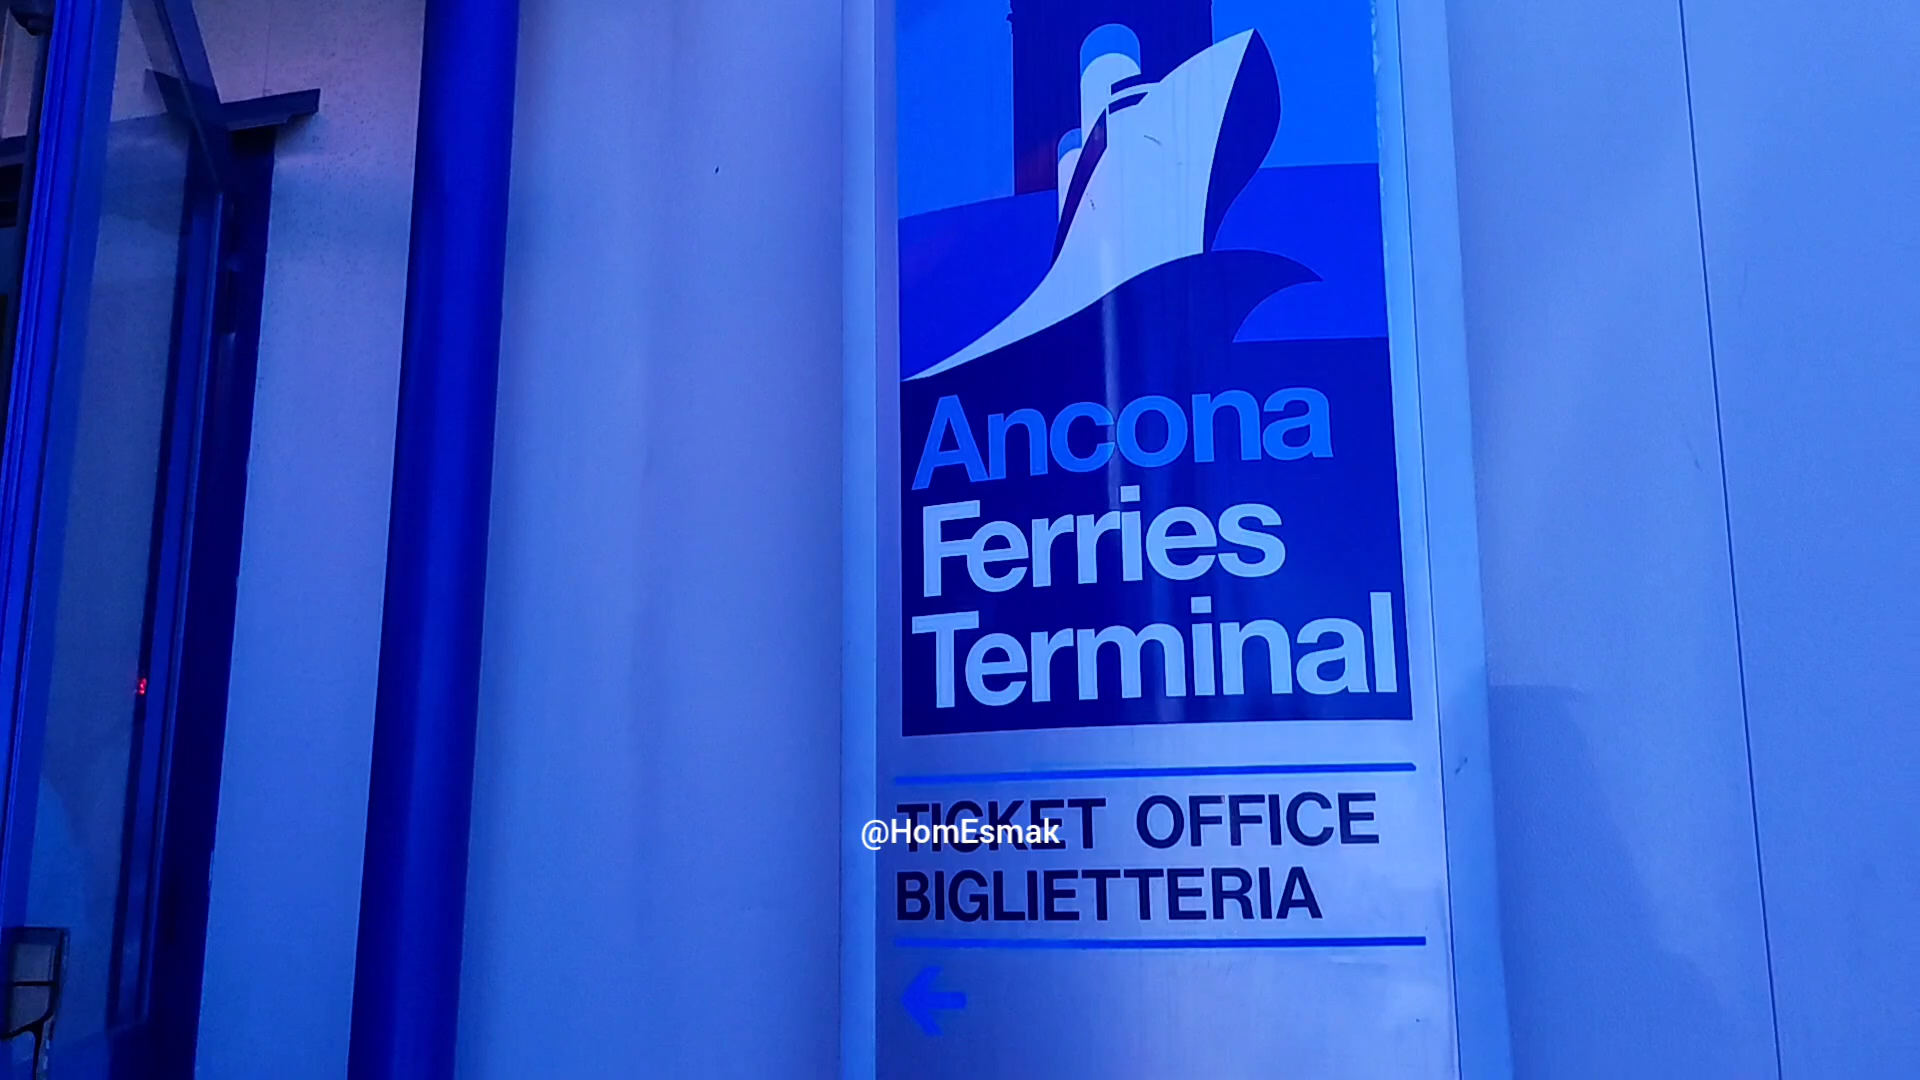 Ancona
Ferries
Terminal
TICKET OFFICE
@HomEsmak
BIGLIETTERIA